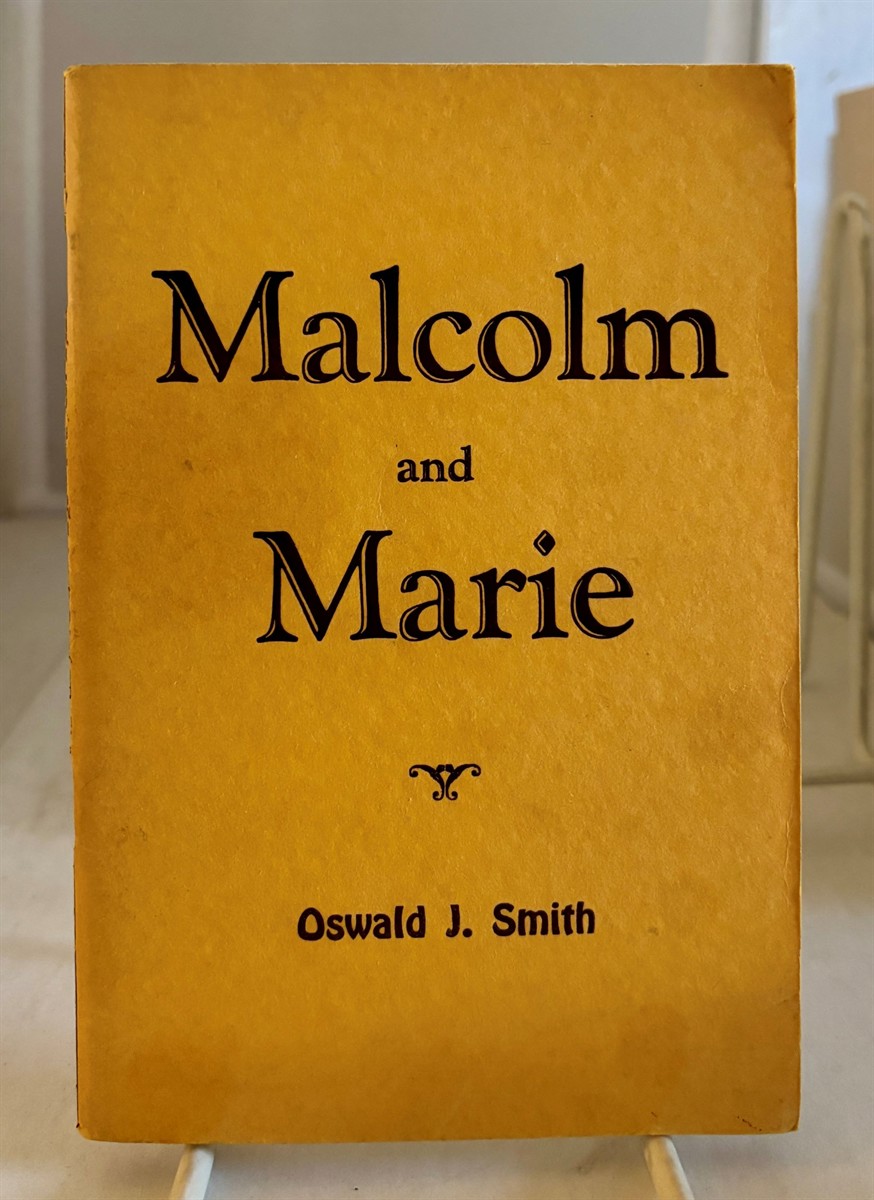 Malcolm
and
Marie
Oswald J. Smith